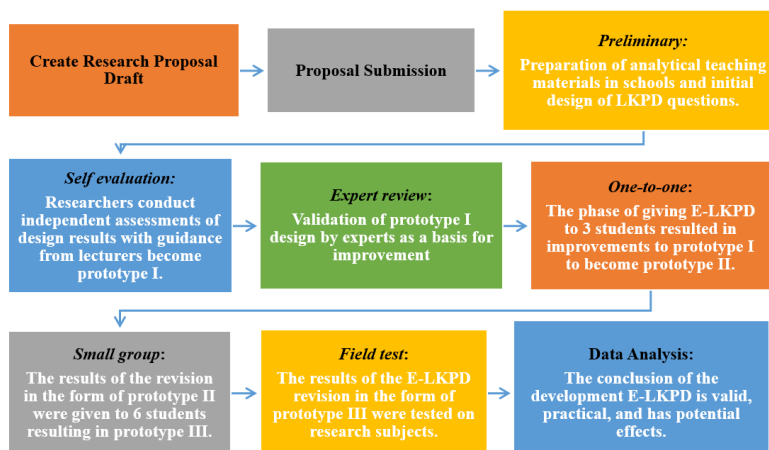 Create Research Proposal
Draft
Proposal Submission
Preliminary:
Preparation of analytical teaching
materials in schools and initial
design of LKPD questions.
Self evaluation:
Researchers conduct
independent assessments of
design results with guidance
from lecturers become
prototype I.
Expert review:
Validation of prototype I
design by experts as a basis for
improvement
One-to-one:
The phase of giving E-LKPD
to 3 students resulted in
improvements to prototype I
to become prototype II.
Small group:
The results of the revision
in the form of prototype II
were given to 6 students
resulting in prototype III.
Field test:
The results of the E-LKPD
revision in the form of
prototype III were tested on
research subjects.
Data Analysis:
The conclusion of the
development E-LKPD is valid,
practical, and has potential
effects.